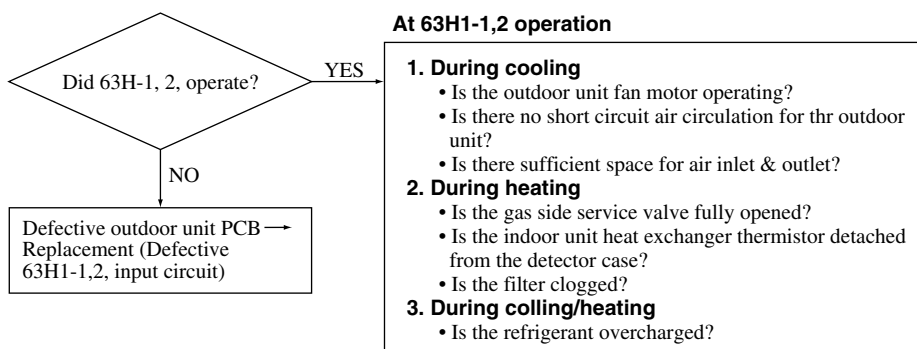 Did 63H-1, 2, operate?
YES
NO
Defective outdoor unit PCB →
Replacement (Defective
63H1-1,2, input circuit)
At 63H1-1,2 operation
1. During cooling
• Is the outdoor unit fan motor operating?
• Is there no short circuit air circulation for thr outdoor
unit?
• Is there sufficient space for air inlet & outlet?
2. During heating
• Is the gas side service valve fully opened?
• Is the indoor unit heat exchanger thermistor detached
from the detector case?
• Is the filter clogged?
3. During colling/heating
• Is the refrigerant overcharged?